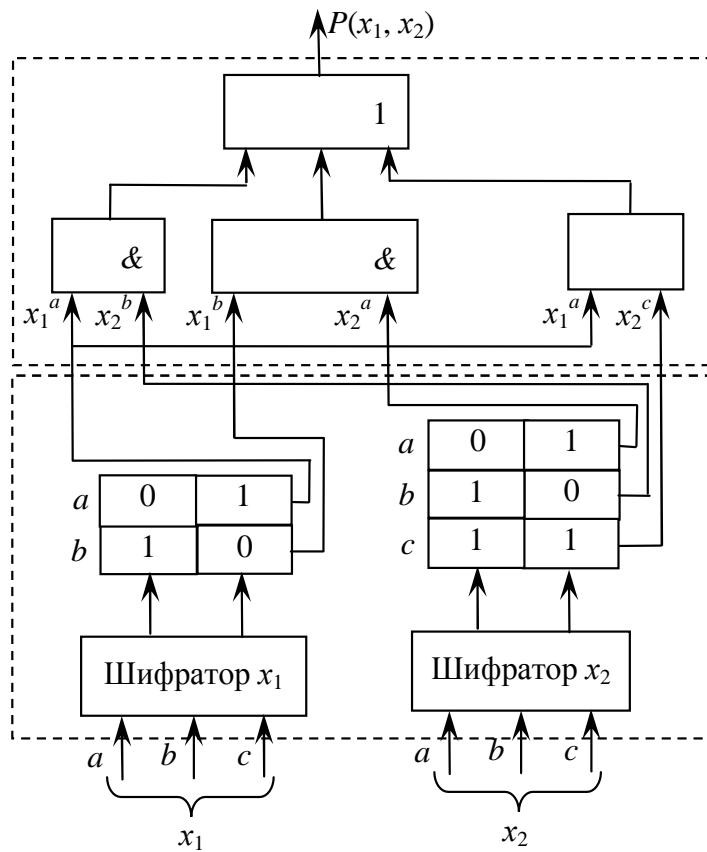 P(x₁, x₂)
1
& &
x₁ᵃ x₂ᵇ x₁ᵇ x₂ᵃ x₁ᵃ x₂ᶜ
a 0 1
b 1 0
c 1 1
a 0 1
b 1 0
Шифратор x₁
Шифратор x₂
a b c
a b c
x₁
x₂